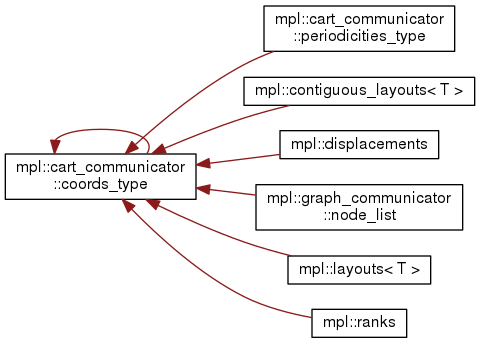 mpl::cart_communicator
::periodicities_type
mpl::contiguous_layouts< T >
mpl::displacements
mpl::cart_communicator
::coords_type
mpl::graph_communicator
::node_list
mpl::layouts< T >
mpl::ranks